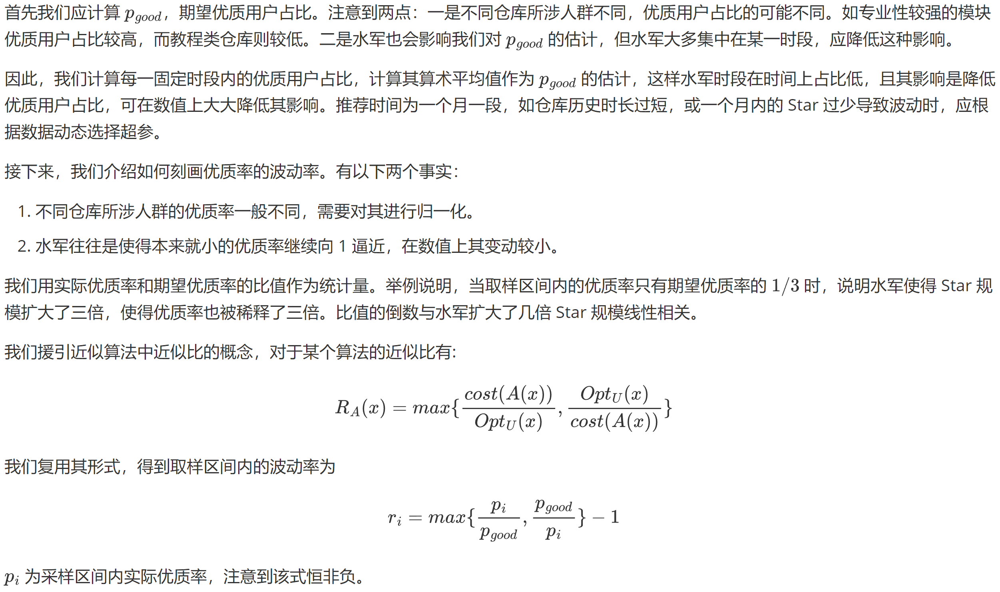 首先我们应计算 p_good，期望优质用户占比。注意到两点：一是不同仓库所涉人群不同，优质用户占比的可能不同。如专业性较强的模块
优质用户占比较高，而教程类仓库则较低。二是水军也会影响我们对 p_good 的估计，但水军大多集中在某一时段，应降低这种影响。
因此，我们计算每一固定时段内的优质用户占比，计算其算术平均值作为 p_good 的估计，这样水军时段在时间上占比低，且其影响是降低
优质用户占比，可在数值上大大降低其影响。推荐时间为一个月一段，如仓库历史时长过短，或一个月内的 Star 过少导致波动时，应根
据数据动态选择超参。
接下来，我们介绍如何刻画优质率的波动率。有以下两个事实：
1. 不同仓库所涉人群的优质率一般不同，需要对其进行归一化。
2. 水军往往是使得本来就小的优质率继续向 1 逼近，在数值上其变动较小。
我们用实际优质率和期望优质率的比值作为统计量。举例说明，当取样区间内的优质率只有期望优质率的 1/3 时，说明水军使得 Star 规
模扩大了三倍，使得优质率也被稀释了三倍。比值的倒数与水军扩大了几倍 Star 规模线性相关。
我们援引近似算法中近似比的概念，对于某个算法的近似比有:
R_A(x) = max{cost(A(x))/Opt_U(x), Opt_U(x)/cost(A(x))}
我们复用其形式，得到取样区间内的波动率为
r_i = max{p_i/p_good, p_good/p_i} − 1
p_i 为采样区间内实际优质率，注意到该式恒非负。